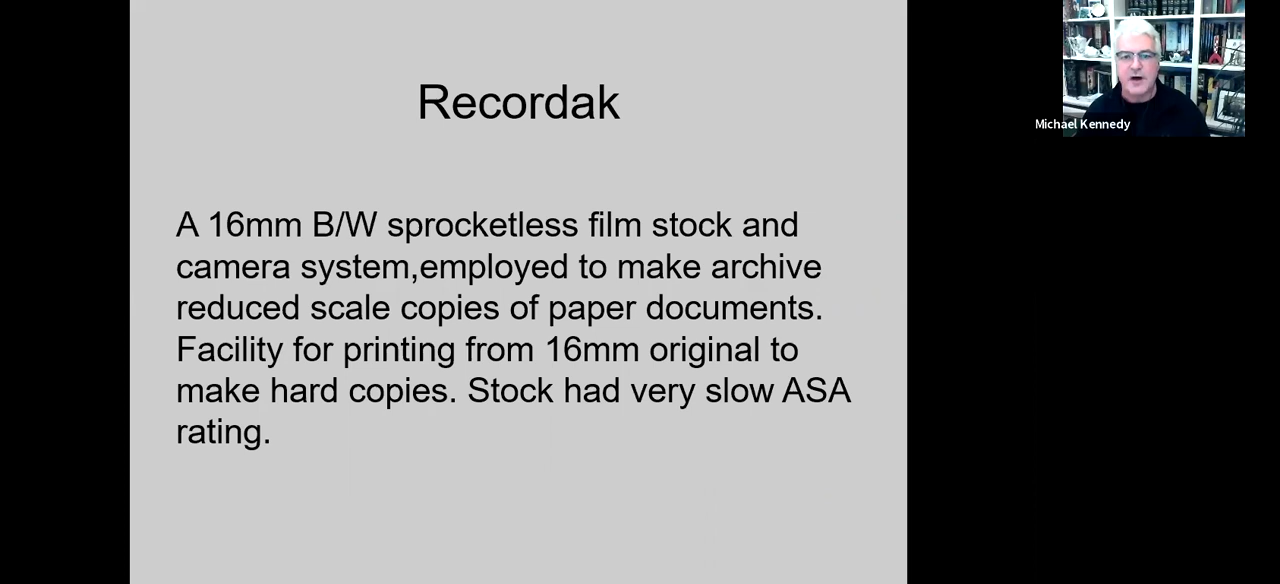 Recordak
A 16mm B/W sprocketless film stock and
camera system,employed to make archive
reduced scale copies of paper documents.
Facility for printing from 16mm original to
make hard copies. Stock had very slow ASA
rating.
Michael Kennedy